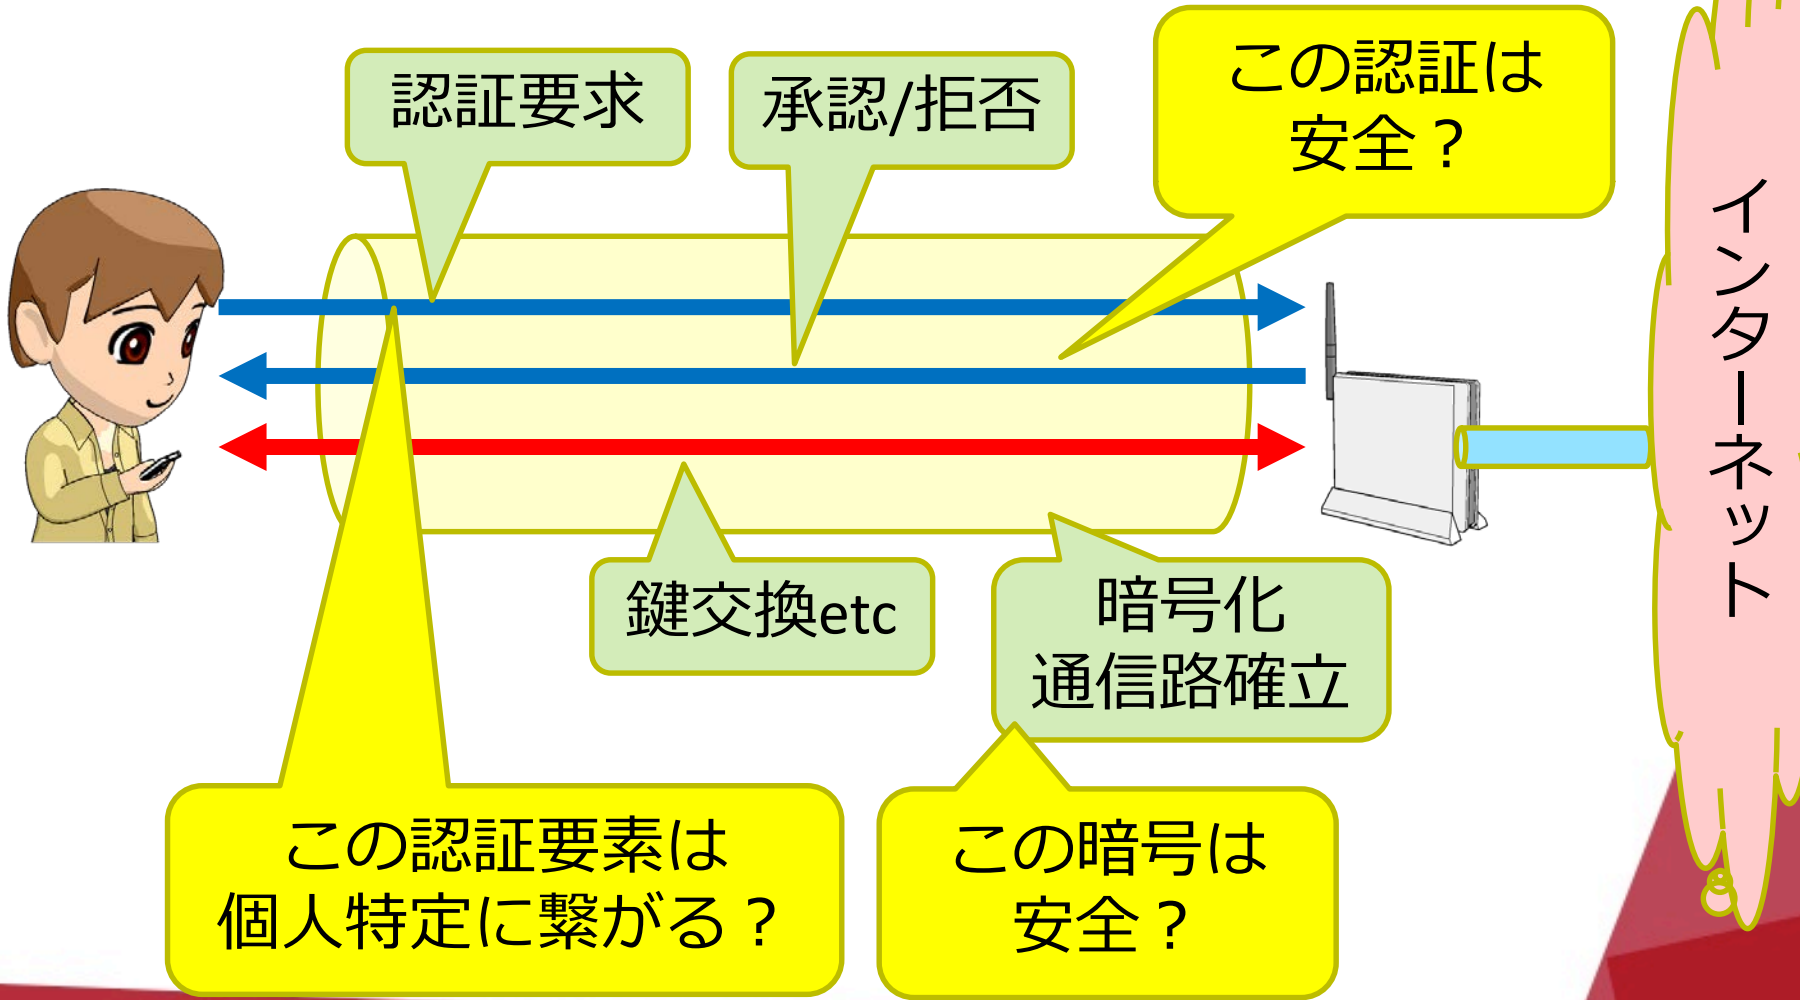 認証要求
承認/拒否
この認証は
安全？
インターネット
鍵交換etc
暗号化
通信路確立
この認証要素は
個人特定に繋がる？
この暗号は
安全？